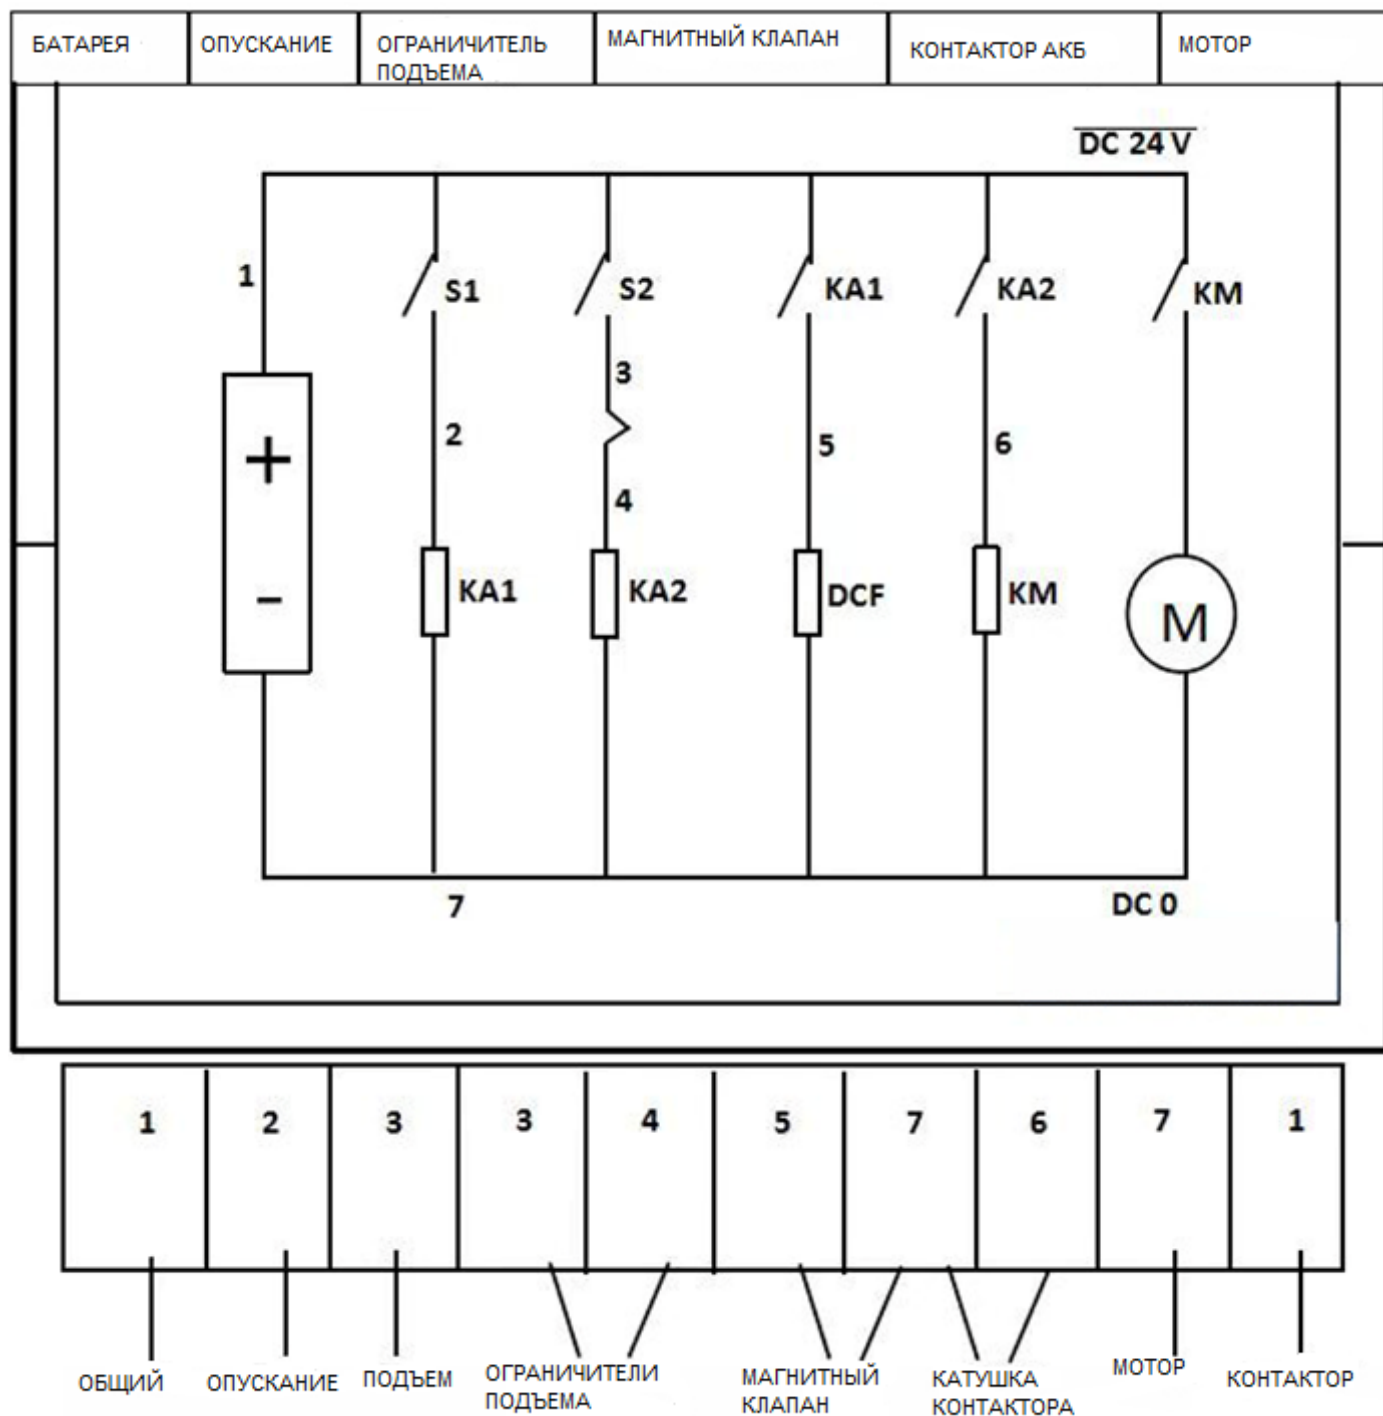 БАТАРЕЯ
ОПУСКАНИЕ
ОГРАНИЧИТЕЛЬ
ПОДЪЕМА
МАГНИТНЫЙ КЛАПАН
КОНТАКТОР АКБ
МОТОР
DC 24 V
1
S1
S2
KA1
KA2
KM
3
2
5
6
+
4
-
KA1
KA2
DCF
KM
M
7
DC 0
1
2
3
3
4
5
7
6
7
1
ОБЩИЙ
ОПУСКАНИЕ
ПОДЪЕМ
ОГРАНИЧИТЕЛИ
ПОДЪЕМА
МАГНИТНЫЙ
КЛАПАН
КАТУШКА
КОНТАКТОРА
МОТОР
КОНТАКТОР